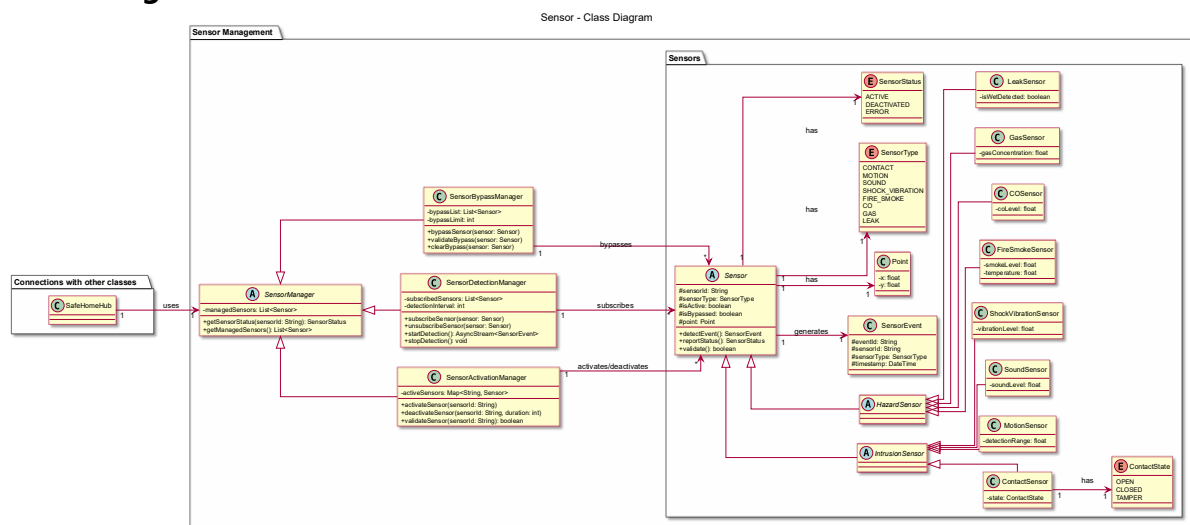 Sensor - Class Diagram
Sensor Management
Sensors
Connections with other classes
C SafeHomeHub
1
uses
1
A SensorManager
-managedSensors: List<Sensor>
+getSensorStatus(sensorId: String): SensorStatus
+getManagedSensors(): List<Sensor>
C SensorBypassManager
-bypassList: List<Sensor>
-bypassLimit: int
+bypassSensor(sensor: Sensor)
+validateBypass(sensor: Sensor)
+clearBypass(sensor: Sensor)
1
bypasses
*
C SensorDetectionManager
-subscribedSensors: List<Sensor>
-detectionInterval: int
+subscribeSensor(sensor: Sensor)
+unsubscribeSensor(sensor: Sensor)
+startDetection(): AsyncStream<SensorEvent>
+stopDetection(): void
1
subscribes
*
C SensorActivationManager
-activeSensors: Map<String, Sensor>
+activateSensor(sensorId: String)
+deactivateSensor(sensorId: String, duration: int)
+validateSensor(sensorId: String): boolean
1
activates/deactivates
*
A Sensor
#sensorId: String
#sensorType: SensorType
#isActive: boolean
#isBypassed: boolean
#point: Point
+detectEvent(): SensorEvent
+reportStatus(): SensorStatus
+validate(): boolean
1
has
1
E SensorStatus
ACTIVE
DEACTIVATED
ERROR
1
has
1
E SensorType
CONTACT
MOTION
SOUND
SHOCK_VIBRATION
FIRE_SMOKE
CO
GAS
LEAK
1
has
1
C Point
-x: float
-y: float
1
generates
1
C SensorEvent
#eventId: String
#sensorId: String
#sensorType: SensorType
#timestamp: DateTime
A HazardSensor
A IntrusionSensor
C LeakSensor
-isWetDetected: boolean
C GasSensor
-gasConcentration: float
C COSensor
-coLevel: float
C FireSmokeSensor
-smokeLevel: float
-temperature: float
C ShockVibrationSensor
-vibrationLevel: float
C SoundSensor
-soundLevel: float
C MotionSensor
-detectionRange: float
C ContactSensor
-state: ContactState
1
has
1
E ContactState
OPEN
CLOSED
TAMPER